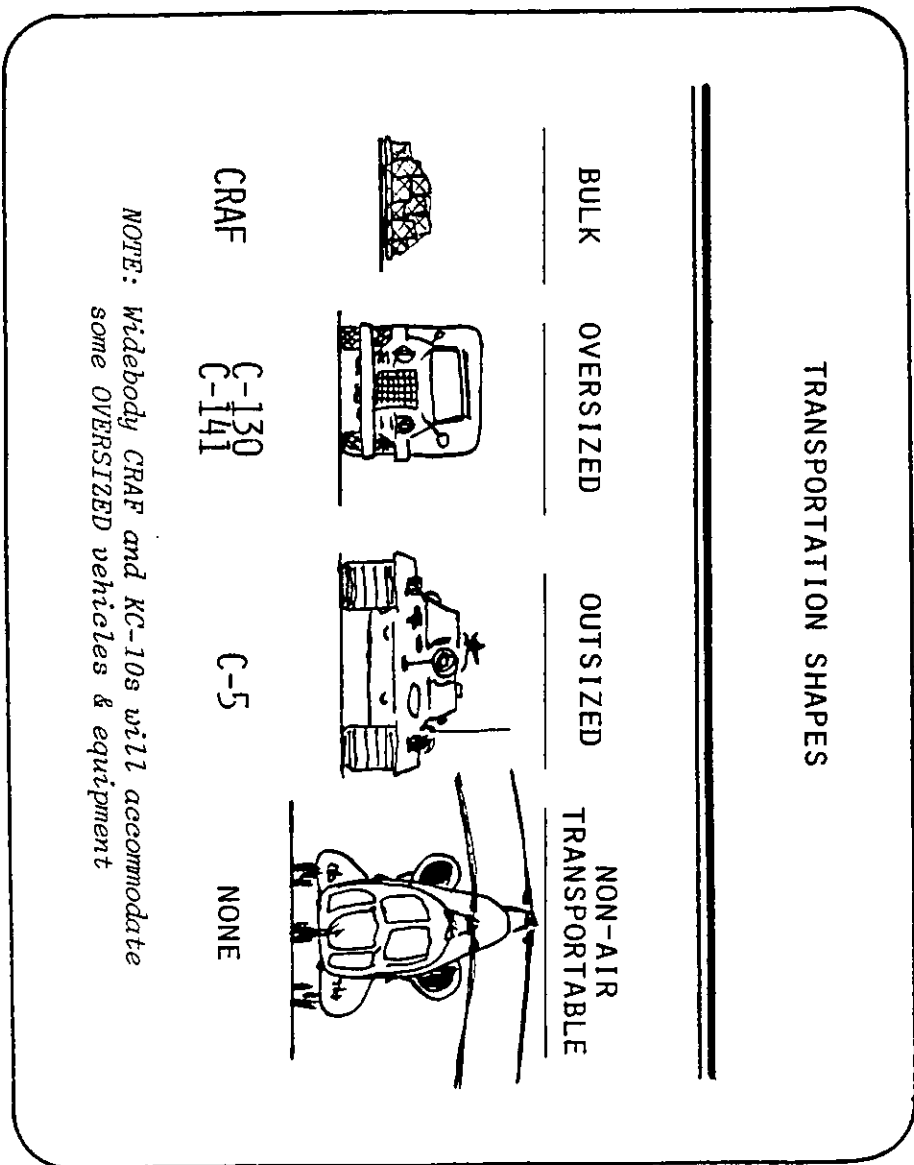 TRANSPORTATION SHAPES
BULK
OVERSIZED
OUTSIZED
NON-AIR
TRANSPORTABLE
CRAF
C-130
C-141
C-5
NONE
NOTE: Widebody CRAF and KC-10s will accommodate
some OVERSIZED vehicles & equipment